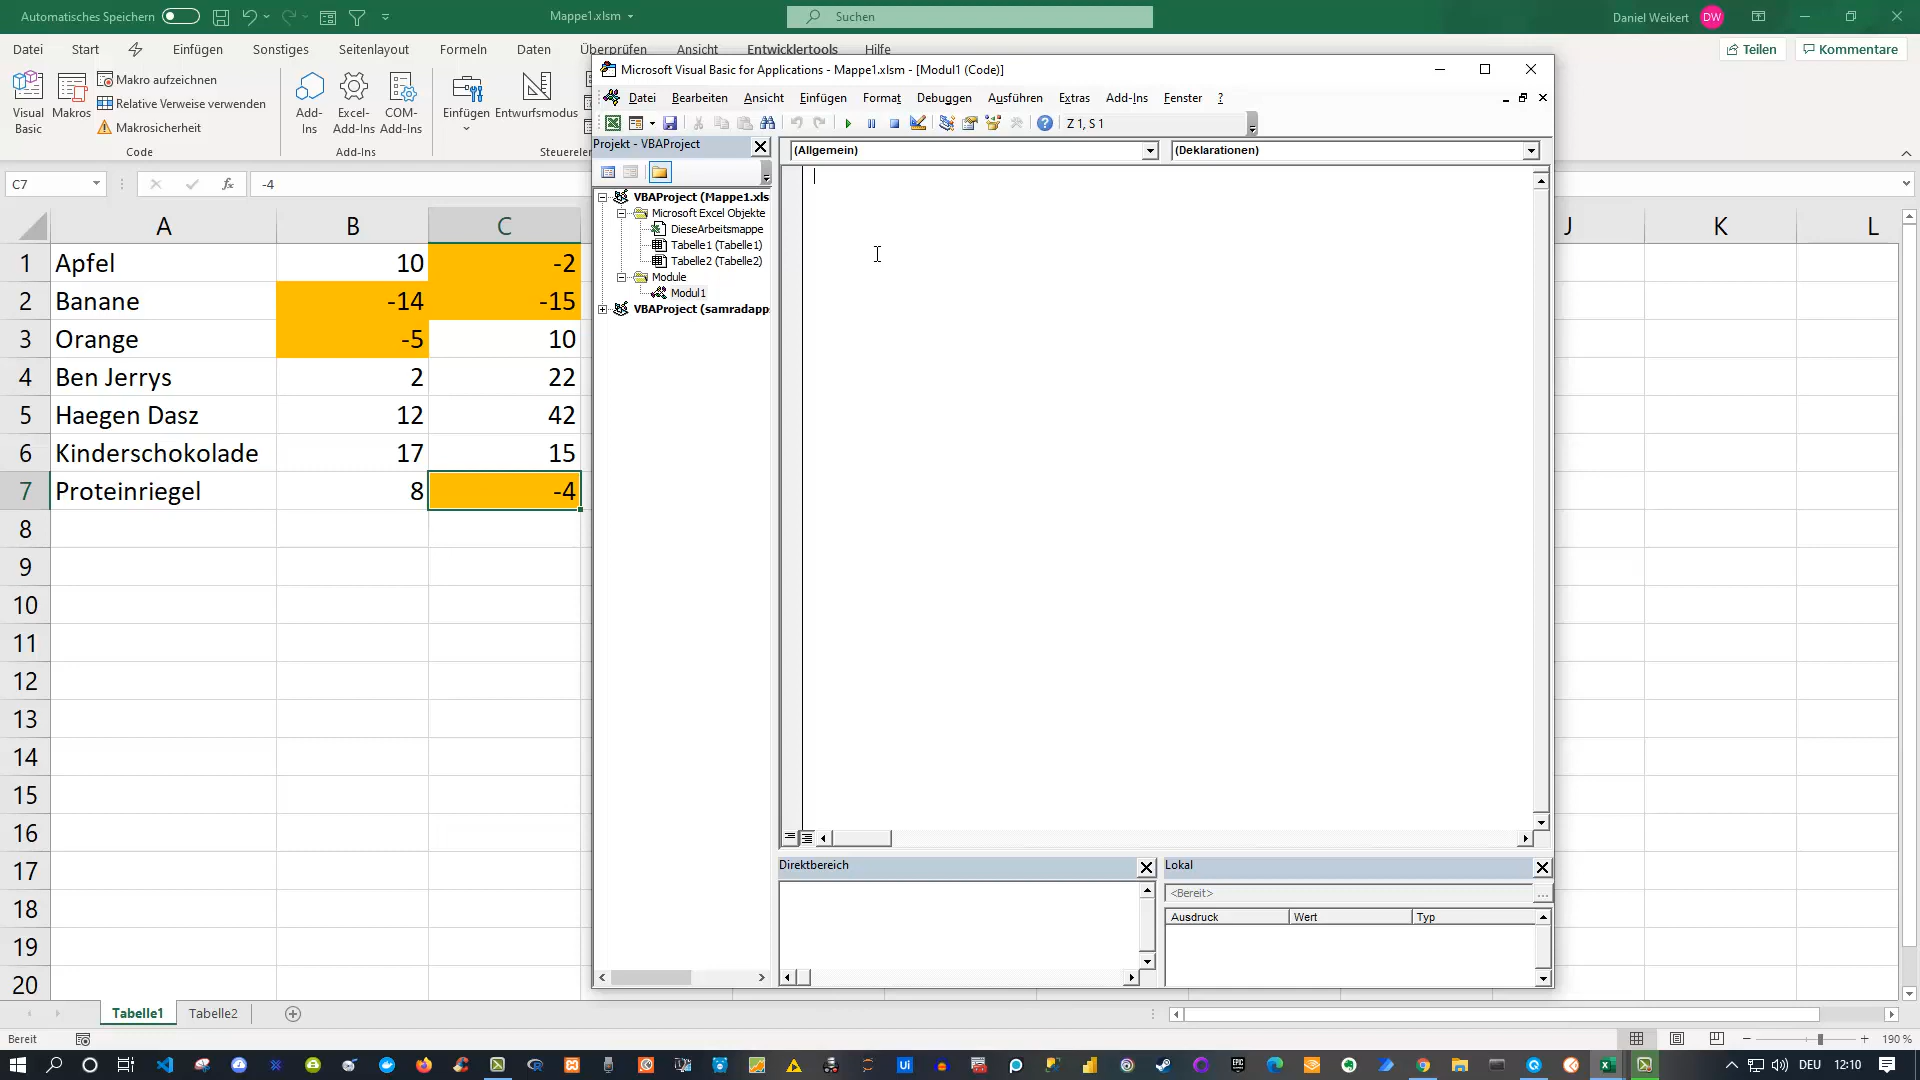 Automatisches Speichern
Mappe1.xlsm
Suchen
Daniel Weikert
DW
Datei
Start
Einfügen
Sonstiges
Seitenlayout
Formeln
Daten
Überprüfen
Ansicht
Entwicklertools
Hilfe
Teilen
Kommentare
Visual Basic
Makros
Makro aufzeichnen
Relative Verweise verwenden
Makrosicherheit
Code
Add-Ins
Excel-Add-Ins
COM-Add-Ins
Add-Ins
Einfügen
Entwurfsmodus
Steuerele
C7
fx
-4
A B C J K L
1 Apfel 10 -2
2 Banane -14 -15
3 Orange -5 10
4 Ben Jerrys 2 22
5 Haegen Dasz 12 42
6 Kinderschokolade 17 15
7 Proteinriegel 8 -4
8
9
10
11
12
13
14
15
16
17
18
19
20
Microsoft Visual Basic for Applications - Mappe1.xlsm - [Modul1 (Code)]
Datei Bearbeiten Ansicht Einfügen Format Debuggen Ausführen Extras Add-Ins Fenster ?
Z 1, S 1
Projekt - VBAProject
(Allgemein)
(Deklarationen)
VBAProject (Mappe1.xls
Microsoft Excel Objekte
DieseArbeitsmappe
Tabelle1 (Tabelle1)
Tabelle2 (Tabelle2)
Module
Modul1
VBAProject (samradapp
Direktbereich
Lokal
<Bereit>
Ausdruck Wert Typ
Tabelle1
Tabelle2
Bereit
190 %
DEU
12:10